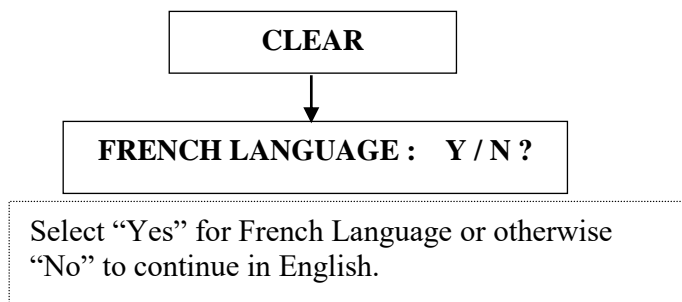 CLEAR
FRENCH LANGUAGE : Y / N ?
Select “Yes” for French Language or otherwise
“No” to continue in English.